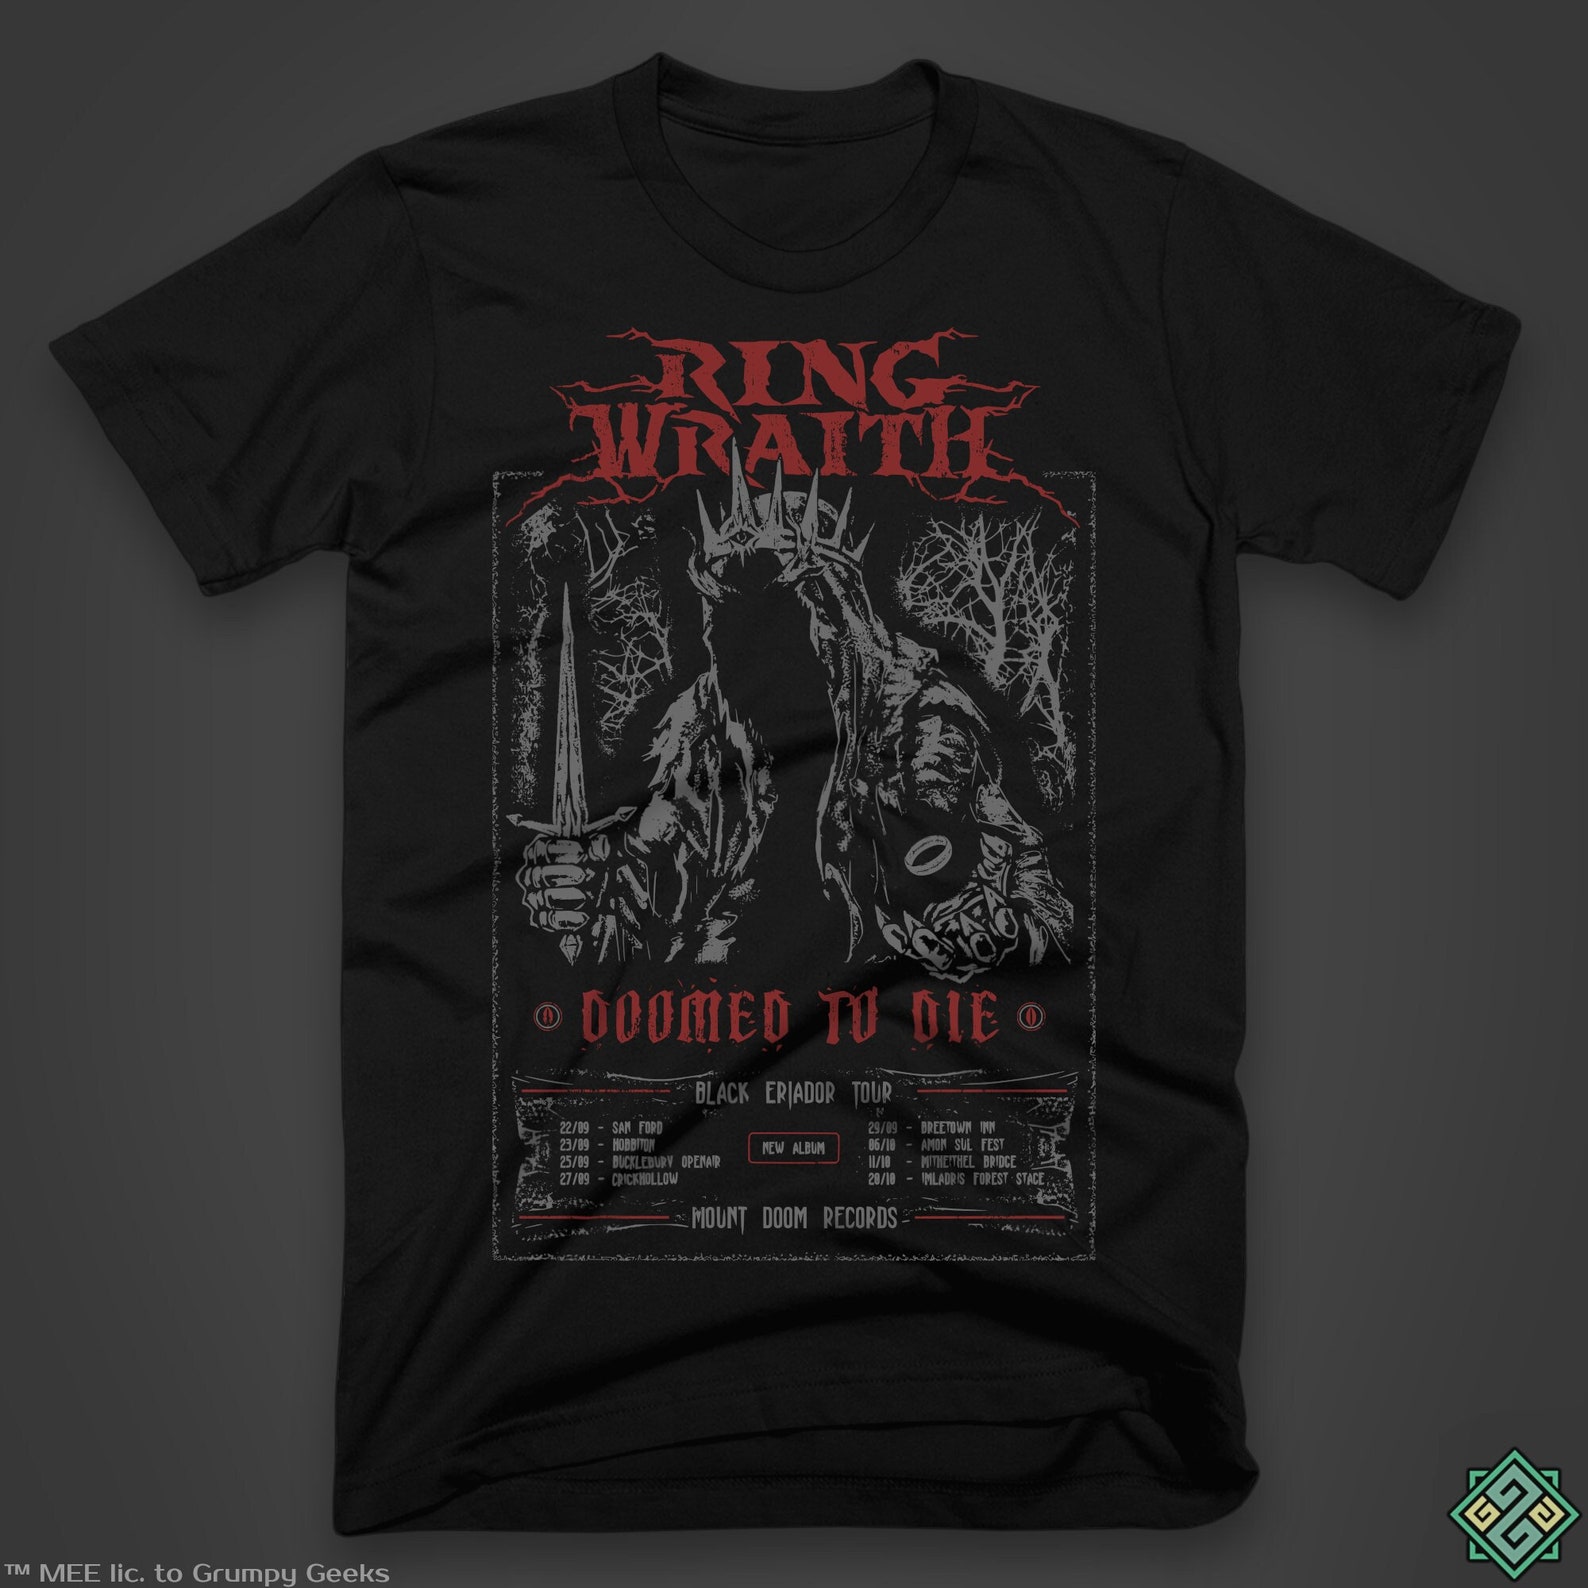 RING
WRAITH
DOOMED TO DIE
BLACK ERIADOR TOUR
22/09 - SAN FORD
23/09 - HOBBITON
25/09 - BUCKLEBURY OPENAIR
27/09 - CRICKHOLLOW
NEW ALBUM
29/09 - BREETOWN INN
06/10 - AMON SUL FEST
11/10 - MITHEITHEL BRIDGE
20/10 - IMLADRIS FOREST STAGE
MOUNT DOOM RECORDS
™ MEE lic. to Grumpy Geeks